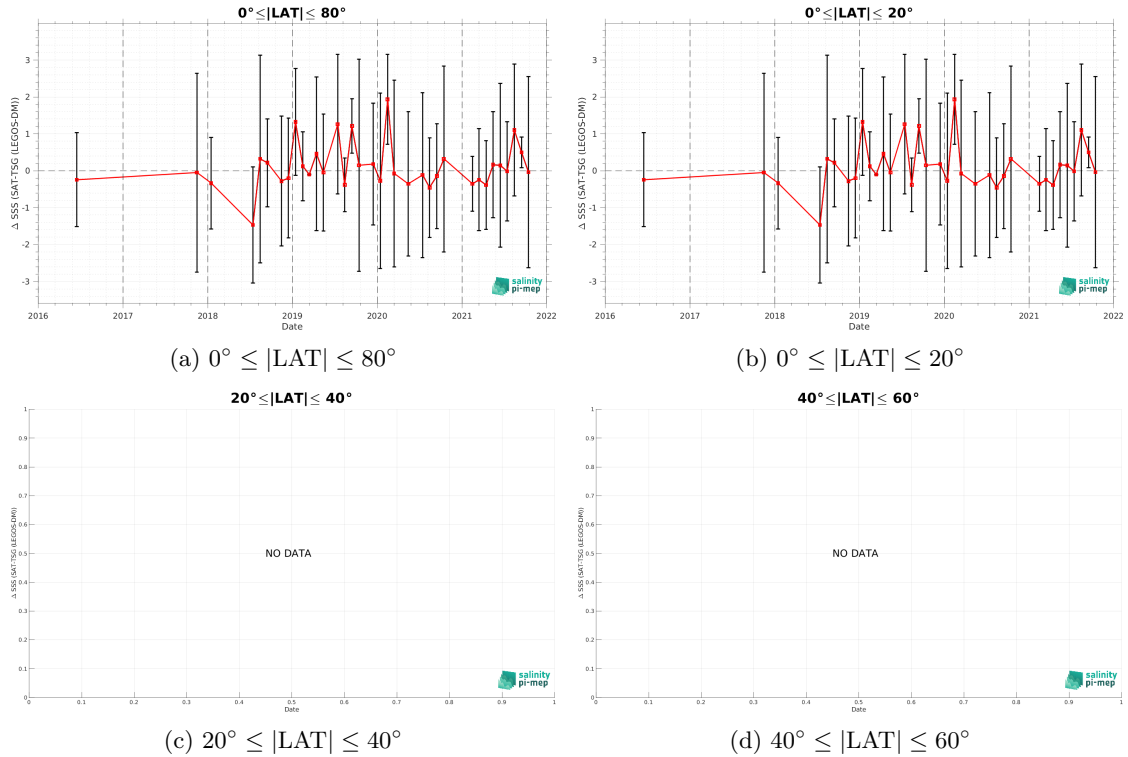 0°≤|LAT|≤ 80°
Δ SSS (SAT-TSG (LEGOS-DM))
3
2
1
0
-1
-2
-3
2016 2017 2018 2019 2020 2021 2022
Date
salinity
pi-mep
(a) 0° ≤ |LAT| ≤ 80°
0°≤|LAT|≤ 20°
Δ SSS (SAT-TSG (LEGOS-DM))
3
2
1
0
-1
-2
-3
2016 2017 2018 2019 2020 2021 2022
Date
salinity
pi-mep
(b) 0° ≤ |LAT| ≤ 20°
20°≤|LAT|≤ 40°
Δ SSS (SAT-TSG (LEGOS-DM))
1
0.9
0.8
0.7
0.6
0.5
0.4
0.3
0.2
0.1
0
NO DATA
0 0.1 0.2 0.3 0.4 0.5 0.6 0.7 0.8 0.9 1
Date
salinity
pi-mep
(c) 20° ≤ |LAT| ≤ 40°
40°≤|LAT|≤ 60°
Δ SSS (SAT-TSG (LEGOS-DM))
1
0.9
0.8
0.7
0.6
0.5
0.4
0.3
0.2
0.1
0
NO DATA
0 0.1 0.2 0.3 0.4 0.5 0.6 0.7 0.8 0.9 1
Date
salinity
pi-mep
(d) 40° ≤ |LAT| ≤ 60°